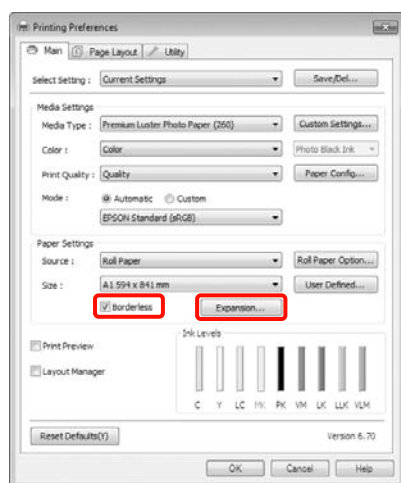 Printing Preferences
Main Page Layout Utility
Select Setting : Current Settings Save/Del...
Media Settings
Media Type : Premium Luster Photo Paper (260) Custom Settings...
Color : Color Photo Black Ink
Print Quality : Quality Paper Config...
Mode : Automatic Custom
EPSON Standard (sRGB)
Paper Settings
Source : Roll Paper Roll Paper Option...
Size : A1 594 x 841 mm User Defined...
Borderless Expansion...
Ink Levels
Print Preview
Layout Manager
C Y LC MK PK VM LK LLK VLM
Reset Defaults(Y) Version 6.70
OK Cancel Help